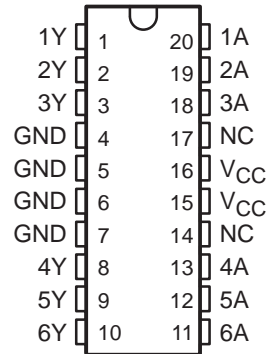 1Y 1 20 1A
2Y 2 19 2A
3Y 3 18 3A
GND 4 17 NC
GND 5 16 VCC
GND 6 15 VCC
GND 7 14 NC
4Y 8 13 4A
5Y 9 12 5A
6Y 10 11 6A